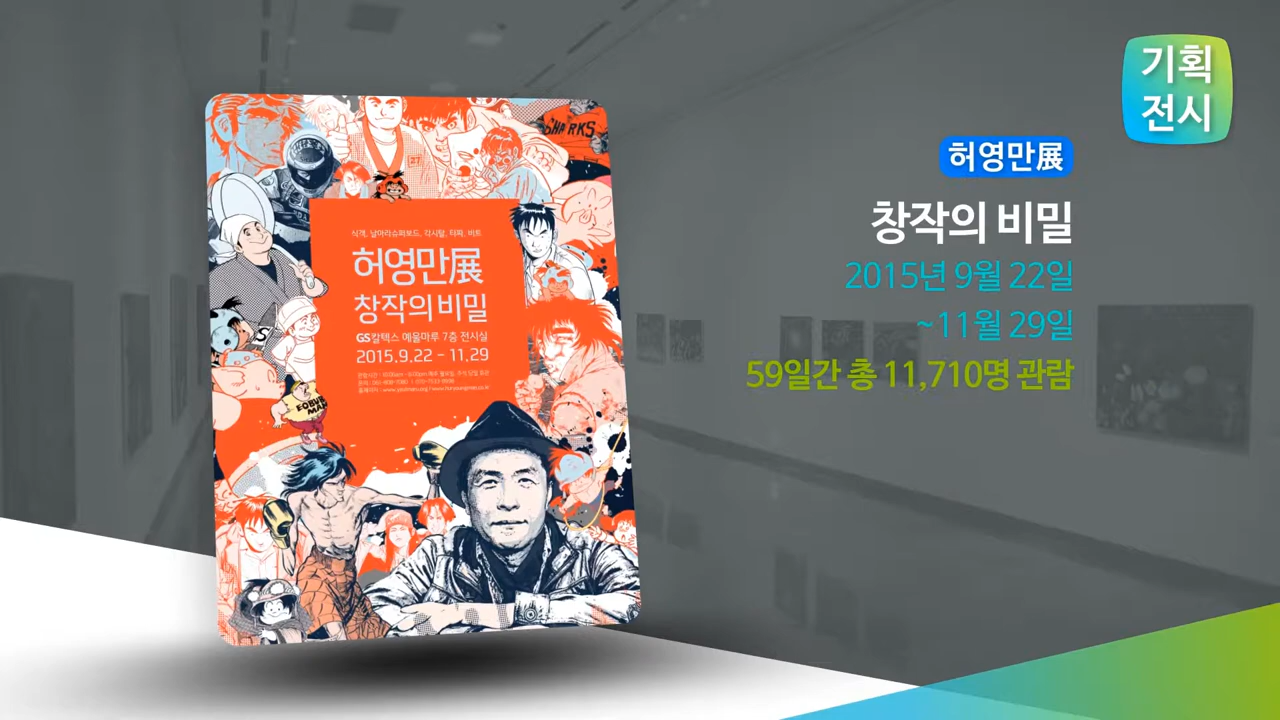 기획
전시
허영만展
창작의 비밀
2015년 9월 22일
~11월 29일
59일간 총 11,710명 관람
SHARKS
27
식객, 날아라슈퍼보드, 각시탈, 타짜, 비트
허영만展
창작의 비밀
GS칼텍스 예울마루 7층 전시실
2015.9.22 - 11.29